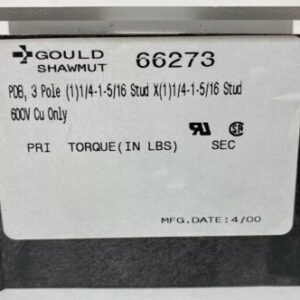 GOULD 66273
SHAWMUT
PDB, 3 Pole (1)1/4-1-5/16 Stud X(1)1/4-1-5/16 Stud
600V Cu Only
PRI TORQUE(IN LBS) SEC
MFG.DATE:4/00